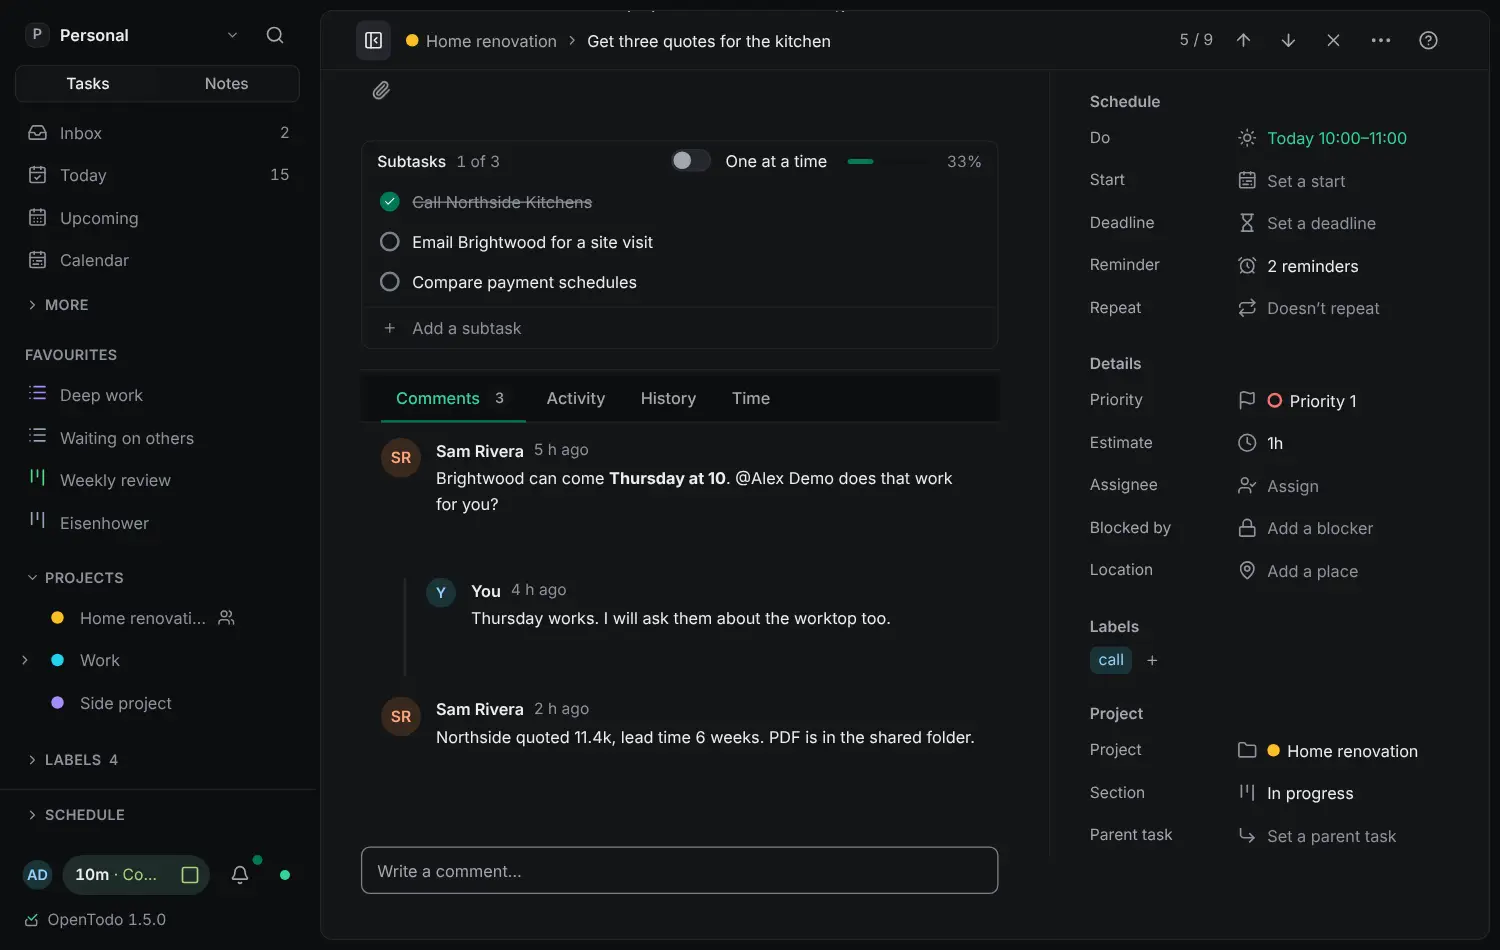 P Personal
Tasks Notes
Inbox 2
Today 15
Upcoming
Calendar
MORE
FAVOURITES
Deep work
Waiting on others
Weekly review
Eisenhower
PROJECTS
Home renovati...
Work
Side project
LABELS 4
SCHEDULE
AD 10m · Co...
OpenTodo 1.5.0
Home renovation > Get three quotes for the kitchen
5 / 9
Subtasks 1 of 3 One at a time 33%
Call Northside Kitchens
Email Brightwood for a site visit
Compare payment schedules
+ Add a subtask
Comments 3 Activity History Time
SR Sam Rivera 5 h ago
Brightwood can come Thursday at 10. @Alex Demo does that work
for you?
Y You 4 h ago
Thursday works. I will ask them about the worktop too.
SR Sam Rivera 2 h ago
Northside quoted 11.4k, lead time 6 weeks. PDF is in the shared folder.
Write a comment...
Schedule
Do Today 10:00–11:00
Start Set a start
Deadline Set a deadline
Reminder 2 reminders
Repeat Doesn’t repeat
Details
Priority Priority 1
Estimate 1h
Assignee Assign
Blocked by Add a blocker
Location Add a place
Labels
call +
Project
Project Home renovation
Section In progress
Parent task Set a parent task